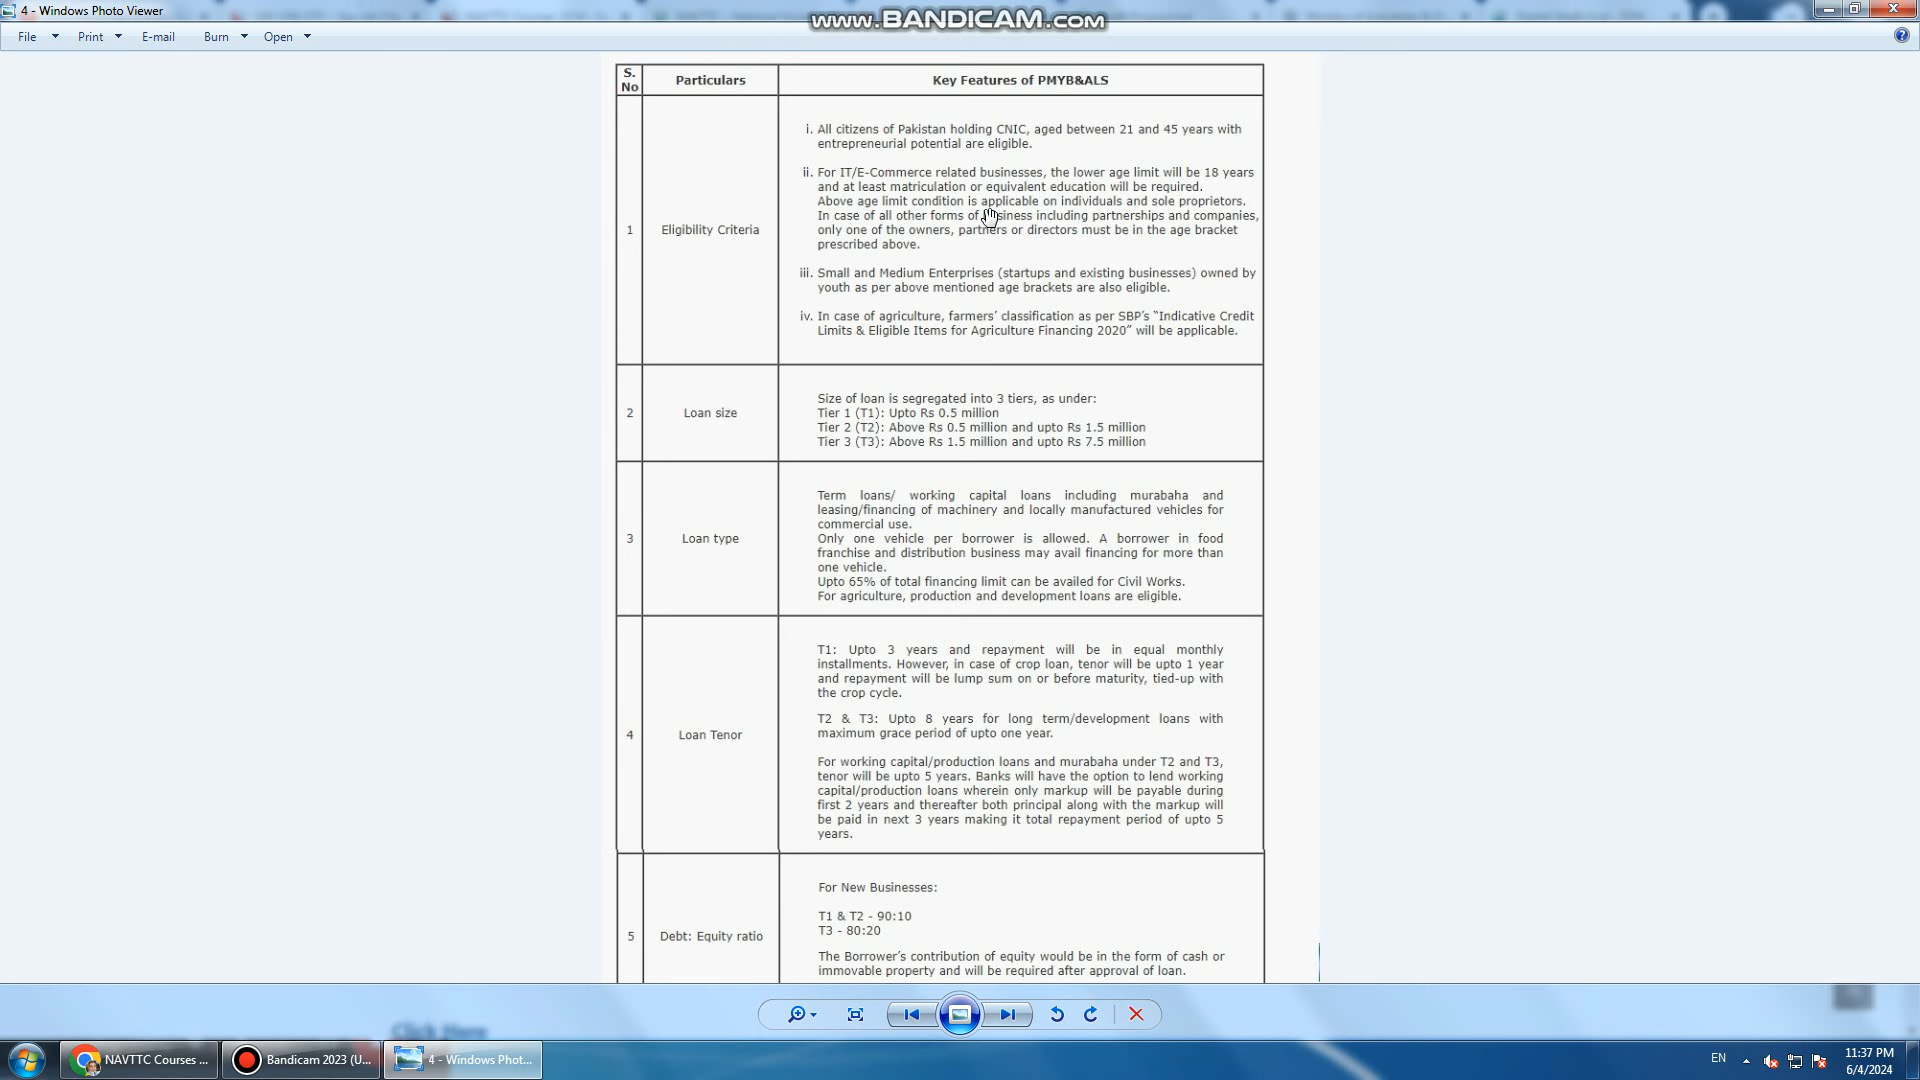 4 - Windows Photo Viewer
www.BANDICAM.com
File Print E-mail Burn Open
S. No Particulars Key Features of PMYB&ALS
1 Eligibility Criteria
i. All citizens of Pakistan holding CNIC, aged between 21 and 45 years with
entrepreneurial potential are eligible.
ii. For IT/E-Commerce related businesses, the lower age limit will be 18 years
and at least matriculation or equivalent education will be required.
Above age limit condition is applicable on individuals and sole proprietors.
In case of all other forms of business including partnerships and companies,
only one of the owners, partners or directors must be in the age bracket
prescribed above.
iii. Small and Medium Enterprises (startups and existing businesses) owned by
youth as per above mentioned age brackets are also eligible.
iv. In case of agriculture, farmers’ classification as per SBP’s “Indicative Credit
Limits & Eligible Items for Agriculture Financing 2020” will be applicable.
2 Loan size
Size of loan is segregated into 3 tiers, as under:
Tier 1 (T1): Upto Rs 0.5 million
Tier 2 (T2): Above Rs 0.5 million and upto Rs 1.5 million
Tier 3 (T3): Above Rs 1.5 million and upto Rs 7.5 million
3 Loan type
Term loans/ working capital loans including murabaha and
leasing/financing of machinery and locally manufactured vehicles for
commercial use.
Only one vehicle per borrower is allowed. A borrower in food
franchise and distribution business may avail financing for more than
one vehicle.
Upto 65% of total financing limit can be availed for Civil Works.
For agriculture, production and development loans are eligible.
4 Loan Tenor
T1: Upto 3 years and repayment will be in equal monthly
installments. However, in case of crop loan, tenor will be upto 1 year
and repayment will be lump sum on or before maturity, tied-up with
the crop cycle.
T2 & T3: Upto 8 years for long term/development loans with
maximum grace period of upto one year.
For working capital/production loans and murabaha under T2 and T3,
tenor will be upto 5 years. Banks will have the option to lend working
capital/production loans wherein only markup will be payable during
first 2 years and thereafter both principal along with the markup will
be paid in next 3 years making it total repayment period of upto 5
years.
5 Debt: Equity ratio
For New Businesses:
T1 & T2 - 90:10
T3 - 80:20
The Borrower’s contribution of equity would be in the form of cash or
immovable property and will be required after approval of loan.
Click Here
NAVTTC Courses ... Bandicam 2023 (U... 4 - Windows Phot... EN 11:37 PM
6/4/2024